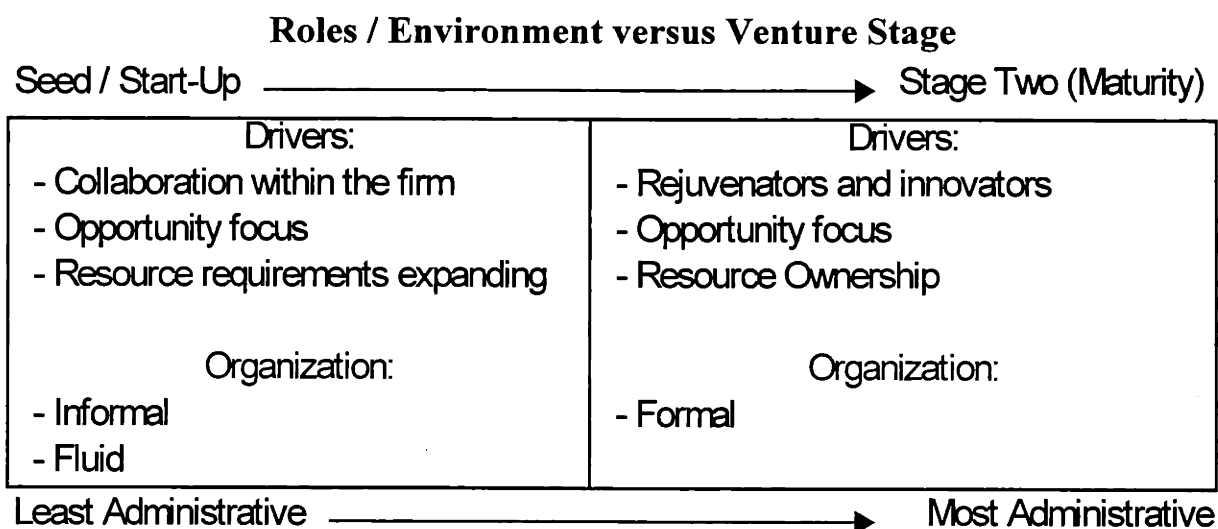 Roles / Environment versus Venture Stage
Seed / Start-Up Stage Two (Maturity)
Drivers:
- Collaboration within the firm
- Opportunity focus
- Resource requirements expanding
Organization:
- Informal
- Fluid
Drivers:
- Rejuvenators and innovators
- Opportunity focus
- Resource Ownership
Organization:
- Formal
Least Administrative Most Administrative